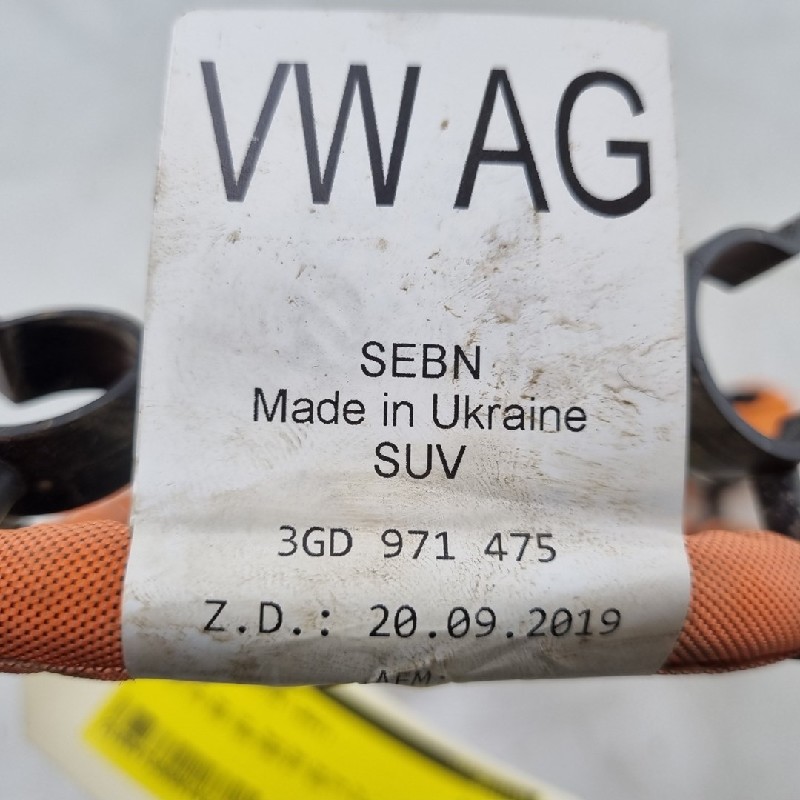 VW AG
SEBN
Made in Ukraine
SUV
3GD 971 475
Z.D.: 20.09.2019